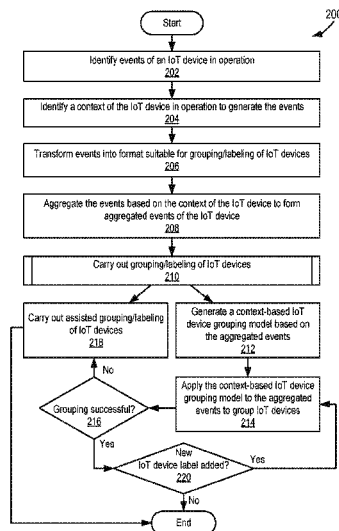 200
Start
Identify events of an IoT device in operation
202
Identify a context of the IoT device in operation to generate the events
204
Transform events into format suitable for grouping/labeling of IoT devices
206
Aggregate the events based on the context of the IoT device to form
aggregated events of the IoT device
208
Carry out grouping/labeling of IoT devices
210
Carry out assisted grouping/labeling
of IoT devices
218
Generate a context-based IoT
device grouping model based on
the aggregated events
212
Apply the context-based IoT device
grouping model to the aggregated
events to group IoT devices
214
No
Grouping successful?
216
Yes
New
IoT device label added?
220
Yes
No
End